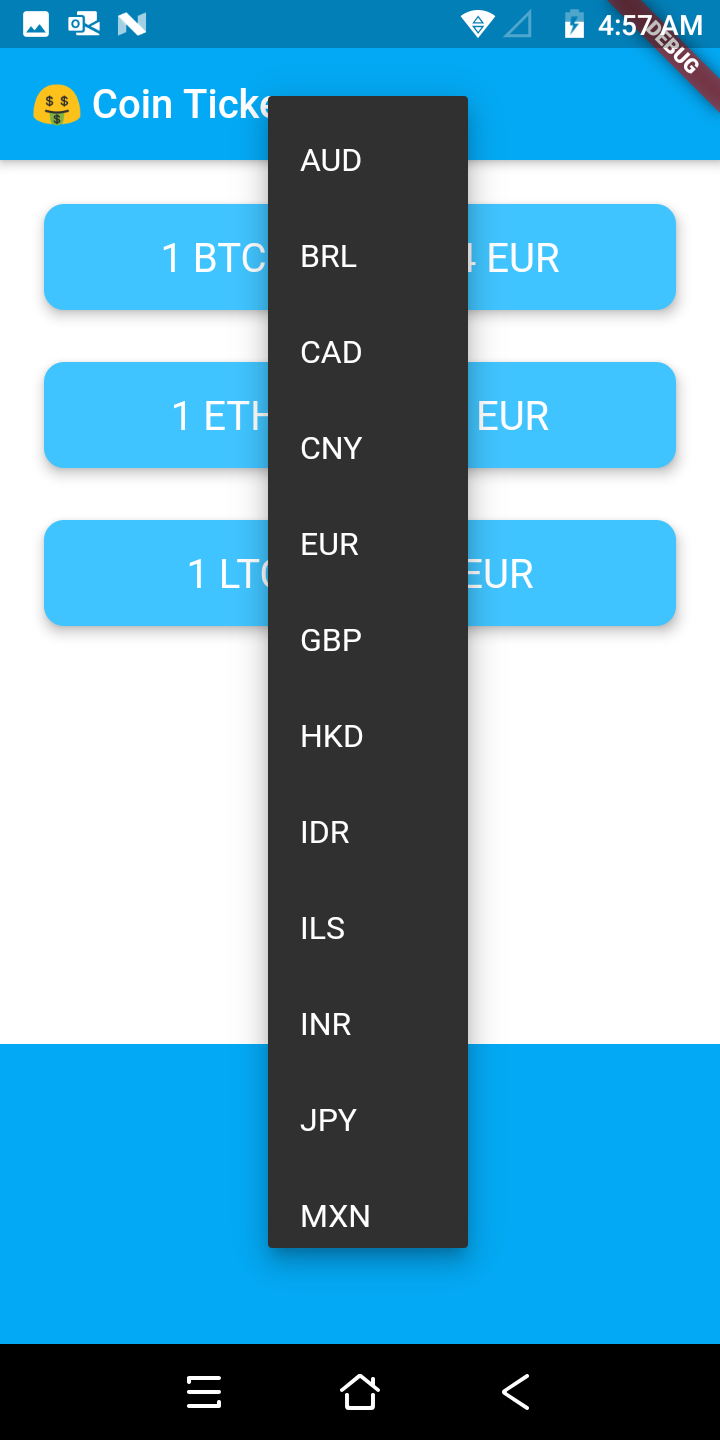 4:57 AM
DEBUG
Coin Ticke
AUD
1 BTC 4 EUR
BRL
CAD
1 ETH EUR
CNY
EUR
1 LTC EUR
GBP
HKD
IDR
ILS
INR
JPY
MXN